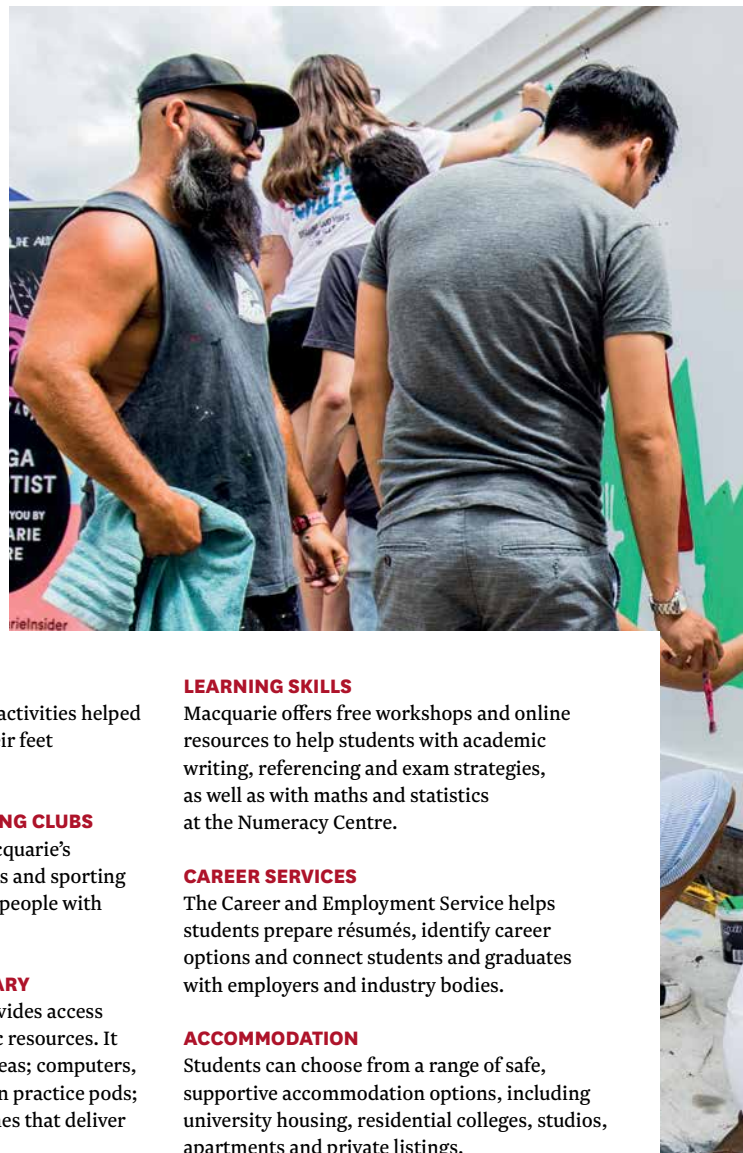 GA
TIST
YOU BY
ARIE
RE
rieInsider
activities helped
ir feet
NG CLUBS
cquarie’s
s and sporting
people with
ARY
vides access
c resources. It
eas; computers,
n practice pods;
nes that deliver
LEARNING SKILLS
Macquarie offers free workshops and online
resources to help students with academic
writing, referencing and exam strategies,
as well as with maths and statistics
at the Numeracy Centre.
CAREER SERVICES
The Career and Employment Service helps
students prepare résumés, identify career
options and connect students and graduates
with employers and industry bodies.
ACCOMMODATION
Students can choose from a range of safe,
supportive accommodation options, including
university housing, residential colleges, studios,
apartments and private listings.